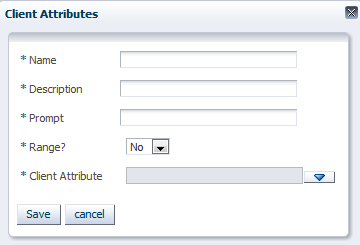 Client Attributes
* Name
* Description
* Prompt
* Range? No
* Client Attribute
Save cancel